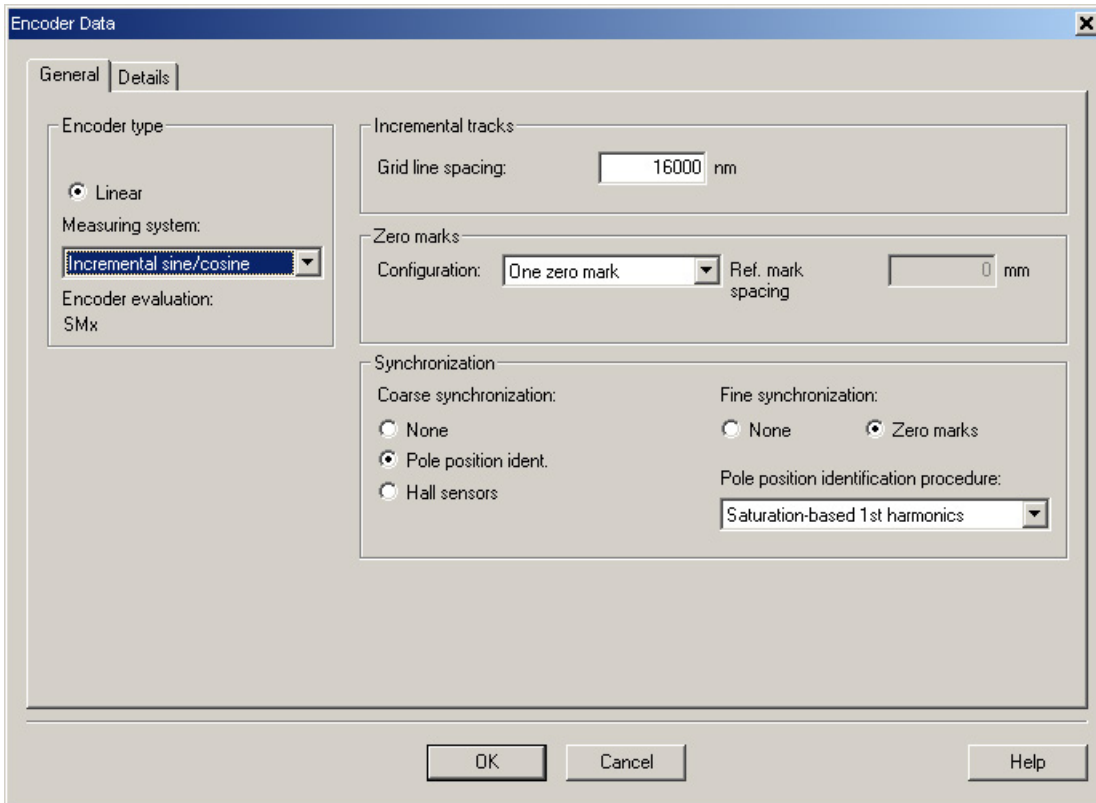 Encoder Data
General
Details
Encoder type
Linear
Measuring system:
Incremental sine/cosine
Encoder evaluation:
SMx
Incremental tracks
Grid line spacing:
16000 nm
Zero marks
Configuration:
One zero mark
Ref. mark
spacing
0 mm
Synchronization
Coarse synchronization:
None
Pole position ident.
Hall sensors
Fine synchronization:
None
Zero marks
Pole position identification procedure:
Saturation-based 1st harmonics
OK
Cancel
Help